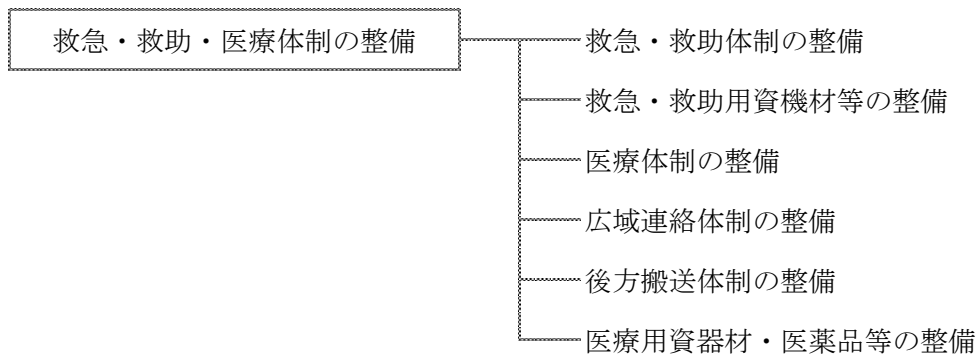 救急・救助・医療体制の整備
救急・救助体制の整備
救急・救助用資機材等の整備
医療体制の整備
広域連絡体制の整備
後方搬送体制の整備
医療用資器材・医薬品等の整備